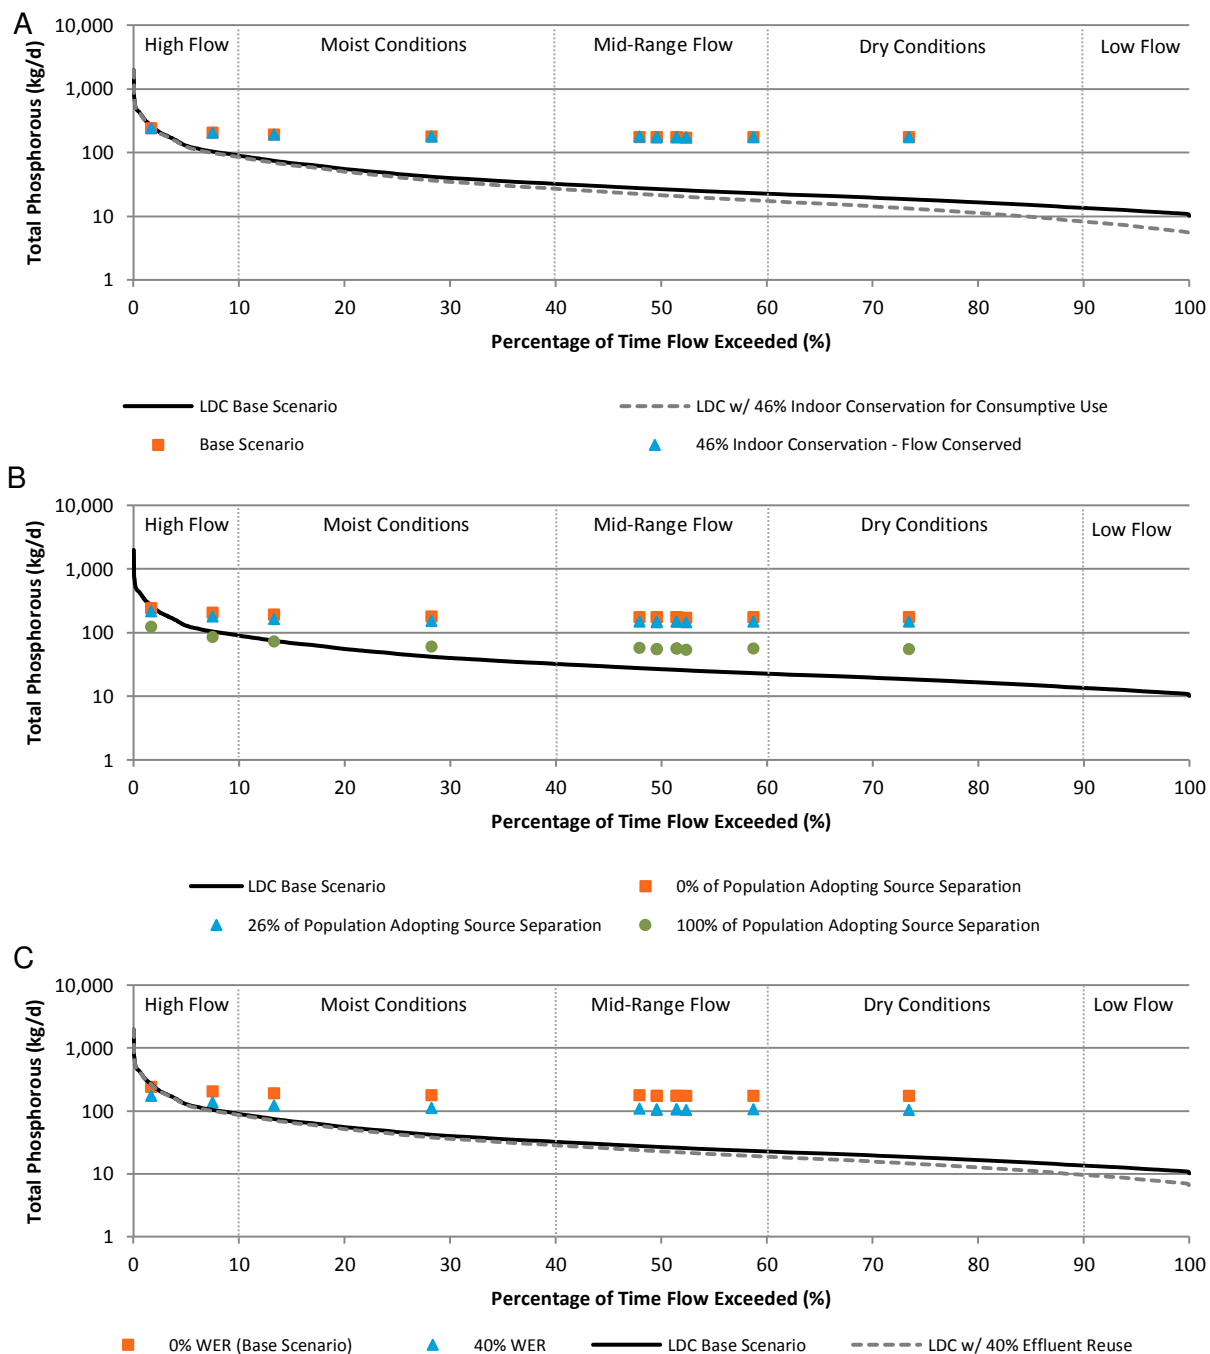 A
10,000
High Flow Moist Conditions Mid-Range Flow Dry Conditions Low Flow
1,000
100
10
1
Total Phosphorous (kg/d)
0 10 20 30 40 50 60 70 80 90 100
Percentage of Time Flow Exceeded (%)
LDC Base Scenario LDC w/ 46% Indoor Conservation for Consumptive Use
Base Scenario 46% Indoor Conservation - Flow Conserved
B
10,000
High Flow Moist Conditions Mid-Range Flow Dry Conditions Low Flow
1,000
100
10
1
Total Phosphorous (kg/d)
0 10 20 30 40 50 60 70 80 90 100
Percentage of Time Flow Exceeded (%)
LDC Base Scenario 0% of Population Adopting Source Separation
26% of Population Adopting Source Separation 100% of Population Adopting Source Separation
C
10,000
High Flow Moist Conditions Mid-Range Flow Dry Conditions Low Flow
1,000
100
10
1
Total Phosphorous (kg/d)
0 10 20 30 40 50 60 70 80 90 100
Percentage of Time Flow Exceeded (%)
0% WER (Base Scenario) 40% WER LDC Base Scenario LDC w/ 40% Effluent Reuse